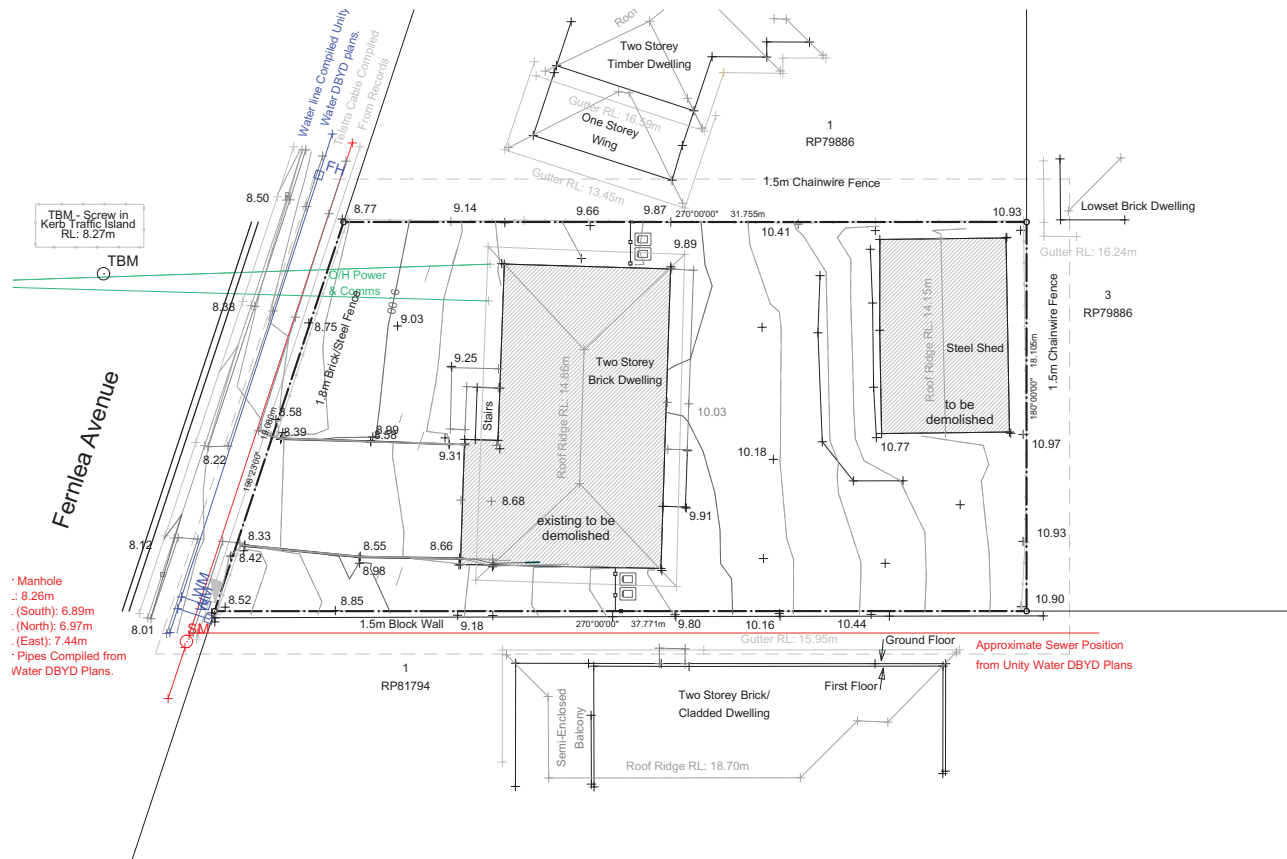 Roof
Two Storey
Timber Dwelling
Water line Compiled Unity
Water DBYD plans.
Telstra Cable Compiled
From Records
Gutter RL: 16.59m
One Storey
Wing
Gutter RL: 13.45m
1
RP79886
1.5m Chainwire Fence
Lowset Brick Dwelling
Gutter RL: 16.24m
3
RP79886
1.5m Chainwire Fence
TBM - Screw in
Kerb Traffic Island
RL: 8.27m
TBM
8.50
8.77
9.14
9.66
9.87
270°00'00" 31.755m
10.41
10.93
9.89
O/H Power
& Comms
9.00
8.38
8.75
1.8m Brick/Steel Fence
9.03
9.25
Stairs
Two Storey
Brick Dwelling
Roof Ridge RL: 14.86m
existing to be
demolished
Roof Ridge RL: 14.15m
Steel Shed
to be
demolished
180°00'00" 18.105m
10.03
8.58
8.39
8.99
8.58
9.31
19.080m
198°23'00"
8.22
10.18
10.77
10.97
8.68
9.91
Fernlea Avenue
8.12
8.33
8.42
8.55
8.98
8.66
10.93
8.52
8.85
1.5m Block Wall
9.18
270°00'00" 37.771m
9.80
10.16
10.44
10.90
8.01
WM
SM
Manhole
: 8.26m
. (South): 6.89m
. (North): 6.97m
. (East): 7.44m
Pipes Compiled from
Water DBYD Plans.
Gutter RL: 15.95m
Ground Floor
First Floor
Approximate Sewer Position
from Unity Water DBYD Plans
1
RP81794
Semi-Enclosed
Balcony
Two Storey Brick/
Cladded Dwelling
Roof Ridge RL: 18.70m